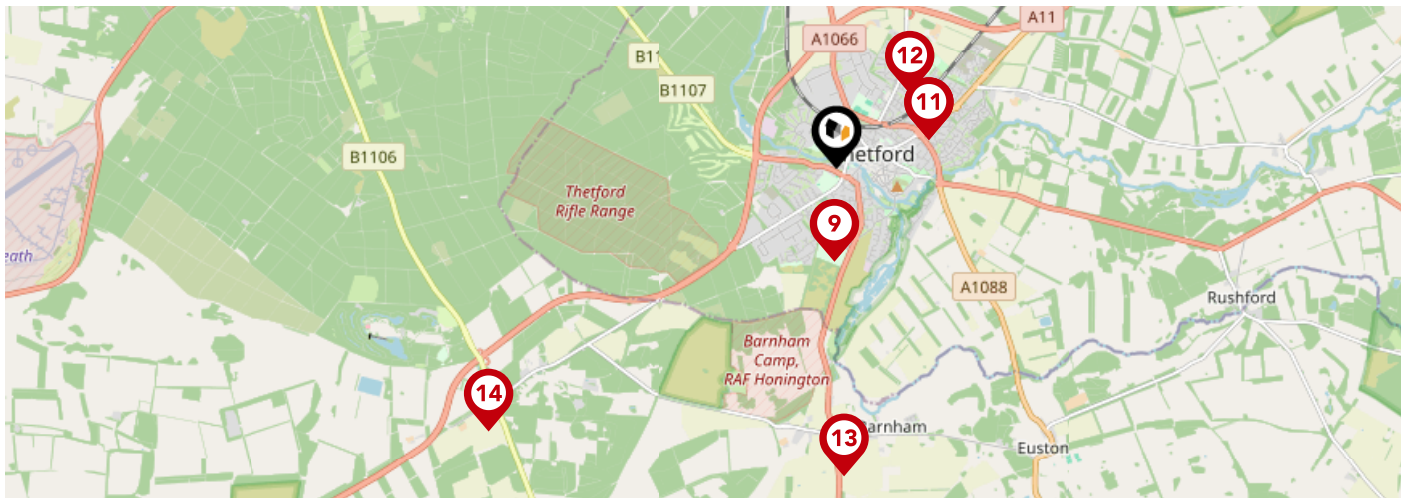 A11
A1066
12
B11
B1107
11
B1106
hetford
Thetford
Rifle Range
9
eath
A1088
Rushford
Barnham
Camp,
RAF Honington
14
13
Barnham
Euston